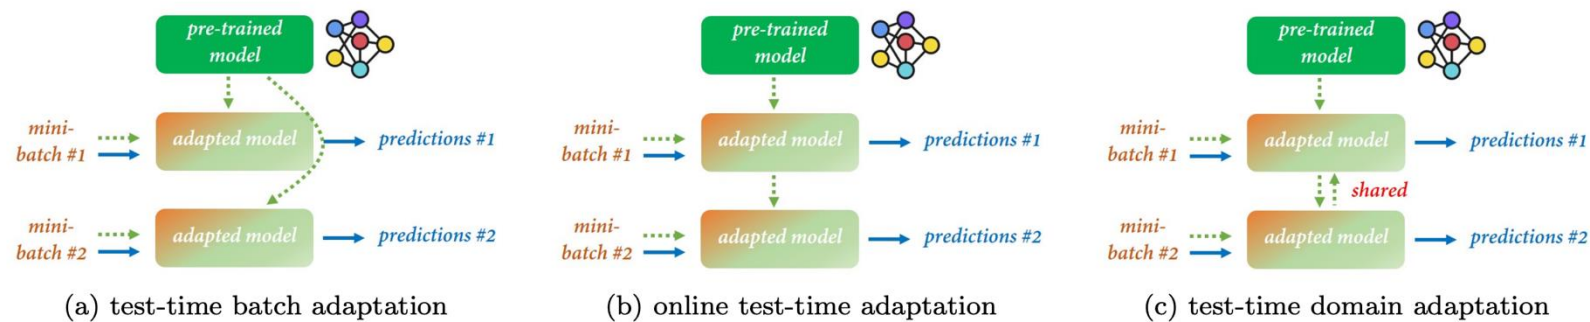 pre-trained
model
mini-
batch #1
adapted model
predictions #1
mini-
batch #2
adapted model
predictions #2
(a) test-time batch adaptation
pre-trained
model
mini-
batch #1
adapted model
predictions #1
mini-
batch #2
adapted model
predictions #2
(b) online test-time adaptation
pre-trained
model
mini-
batch #1
adapted model
predictions #1
shared
mini-
batch #2
adapted model
predictions #2
(c) test-time domain adaptation